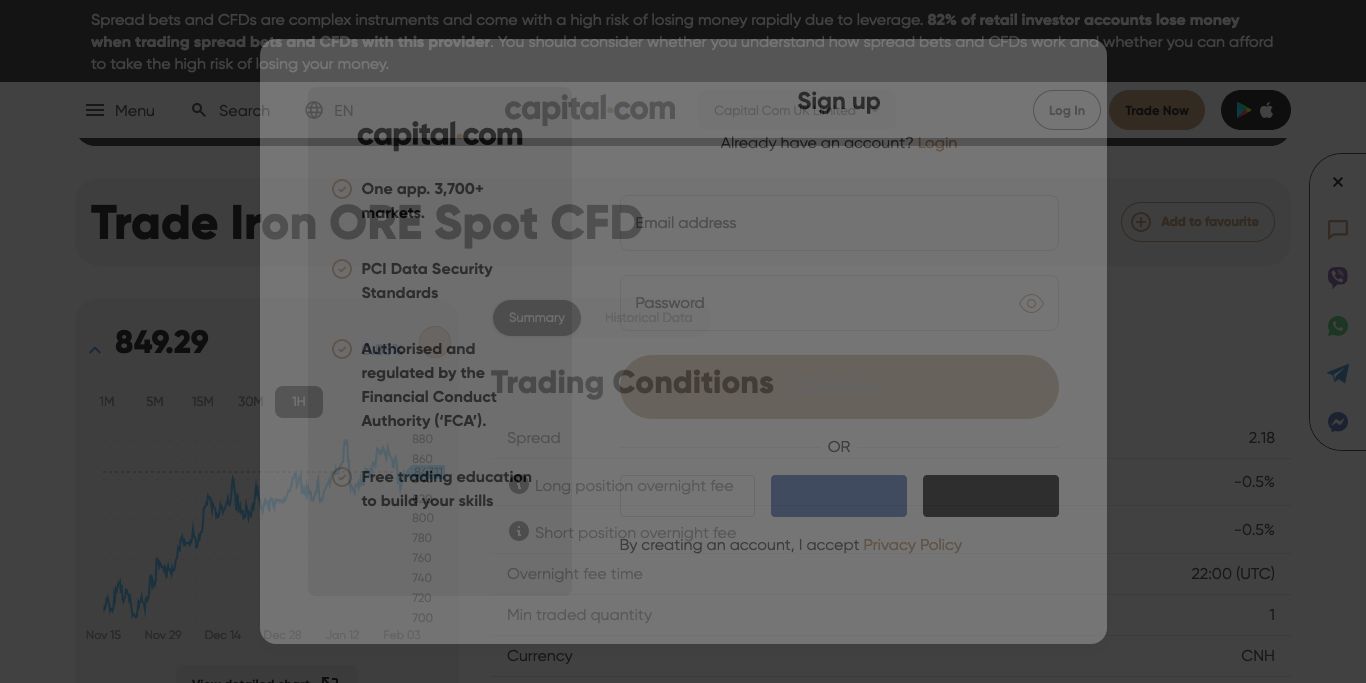 Spread bets and CFDs are complex instruments and come with a high risk of losing money rapidly due to leverage. 82% of retail investor accounts lose money
when trading spread bets and CFDs with this provider. You should consider whether you understand how spread bets and CFDs work and whether you can afford
to take the high risk of losing your money.
Menu
Search
EN
capital.com
Capital Com UK Limited
Log In
Trade Now
Trade Iron ORE Spot CFD
Add to favourite
849.29
1M
5M
15M
30M
1H
880
860
800
780
760
740
720
700
Nov 15
Nov 29
Dec 14
Dec 28
Jan 12
Feb 03
View detailed chart
Summary
Historical Data
Trading Conditions
Spread
2.18
Long position overnight fee
-0.5%
Short position overnight fee
-0.5%
Overnight fee time
22:00 (UTC)
Min traded quantity
1
Currency
CNH
capital.com
One app. 3,700+
markets.
PCI Data Security
Standards
Authorised and
regulated by the
Financial Conduct
Authority (‘FCA’).
Free trading education
to build your skills
Sign up
Already have an account? Login
Email address
Password
OR
By creating an account, I accept Privacy Policy